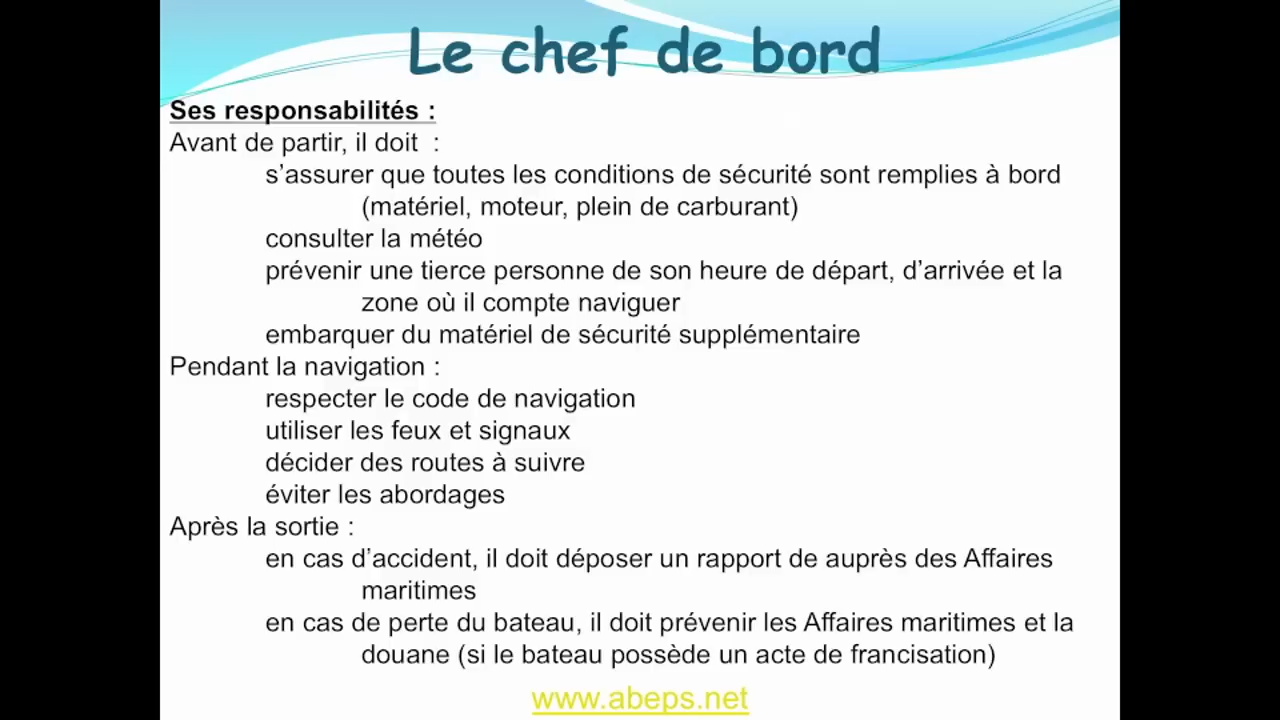 Le chef de bord
Ses responsabilités :
Avant de partir, il doit  :
s’assurer que toutes les conditions de sécurité sont remplies à bord
(matériel, moteur, plein de carburant)
consulter la météo
prévenir une tierce personne de son heure de départ, d’arrivée et la
zone où il compte naviguer
embarquer du matériel de sécurité supplémentaire
Pendant la navigation :
respecter le code de navigation
utiliser les feux et signaux
décider des routes à suivre
éviter les abordages
Après la sortie :
en cas d’accident, il doit déposer un rapport de auprès des Affaires
maritimes
en cas de perte du bateau, il doit prévenir les Affaires maritimes et la
douane (si le bateau possède un acte de francisation)
www.abeps.net